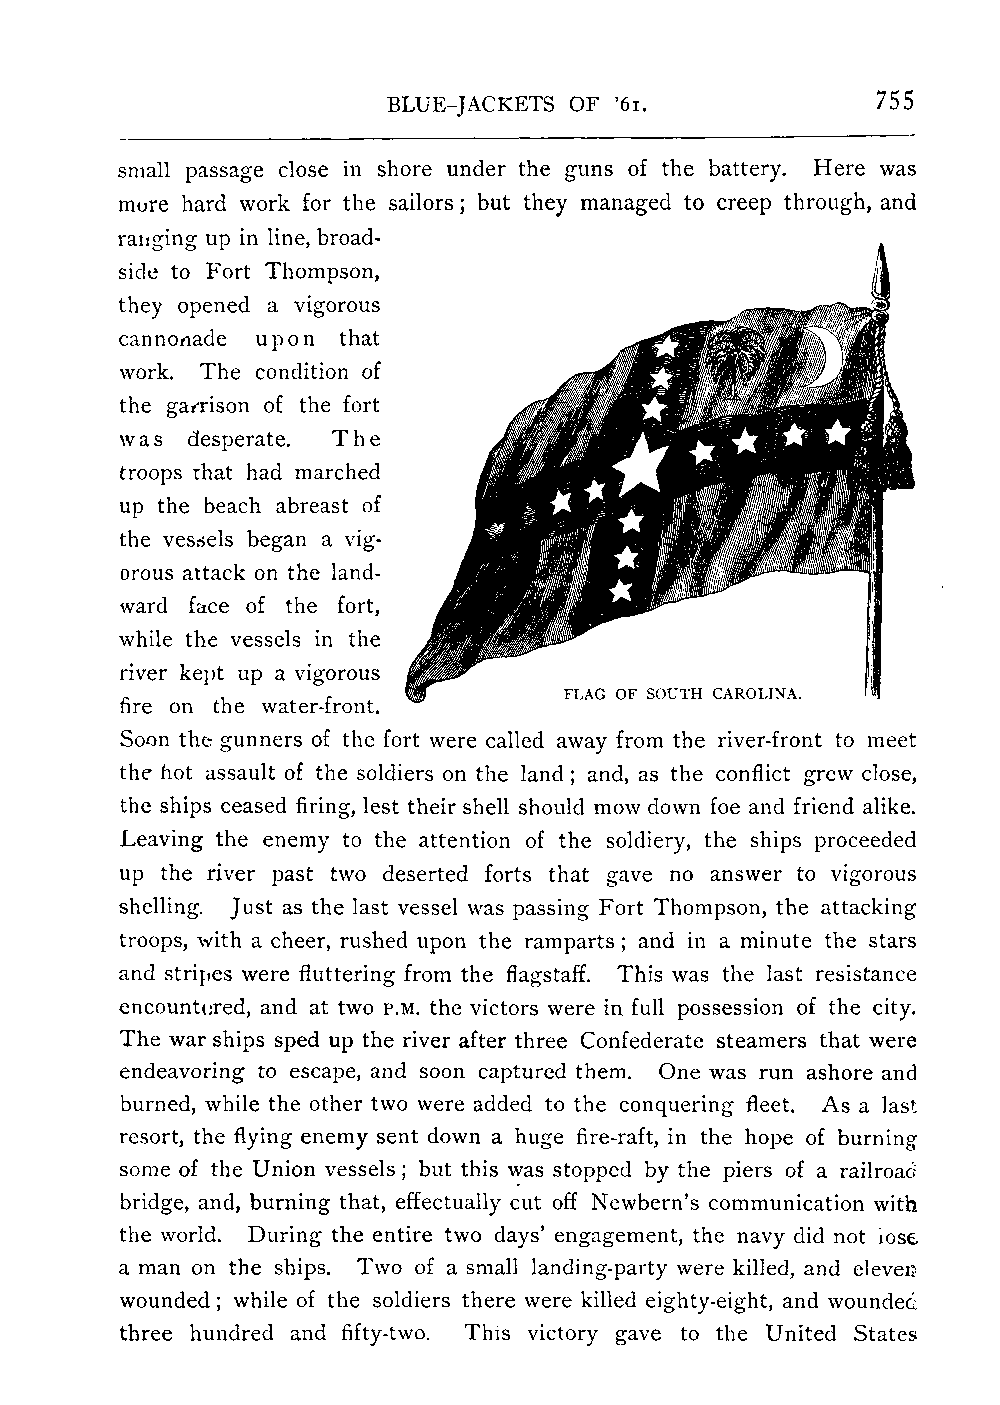 BLUE-JACKETS OF '61. 755
small passage close in shore under the guns of the battery. Here was
more hard work for the sailors; but they managed to creep through, and
ranging up in line, broad-
side to Fort Thompson,
they opened a vigorous
cannonade upon that
work. The condition of
the garrison of the fort
was desperate. The
troops that had marched
up the beach abreast of
the vessels began a vig-
orous attack on the land-
ward face of the fort,
while the vessels in the
river kept up a vigorous
fire on the water-front.
FLAG OF SOUTH CAROLINA.
Soon the gunners of the fort were called away from the river-front to meet
the hot assault of the soldiers on the land; and, as the conflict grew close,
the ships ceased firing, lest their shell should mow down foe and friend alike.
Leaving the enemy to the attention of the soldiery, the ships proceeded
up the river past two deserted forts that gave no answer to vigorous
shelling. Just as the last vessel was passing Fort Thompson, the attacking
troops, with a cheer, rushed upon the ramparts; and in a minute the stars
and stripes were fluttering from the flagstaff. This was the last resistance
encountered, and at two P.M. the victors were in full possession of the city.
The war ships sped up the river after three Confederate steamers that were
endeavoring to escape, and soon captured them. One was run ashore and
burned, while the other two were added to the conquering fleet. As a last
resort, the flying enemy sent down a huge fire-raft, in the hope of burning
some of the Union vessels; but this was stopped by the piers of a railroad
bridge, and, burning that, effectually cut off Newbern's communication with
the world. During the entire two days' engagement, the navy did not lose
a man on the ships. Two of a small landing-party were killed, and eleven
wounded; while of the soldiers there were killed eighty-eight, and wounded
three hundred and fifty-two. This victory gave to the United States